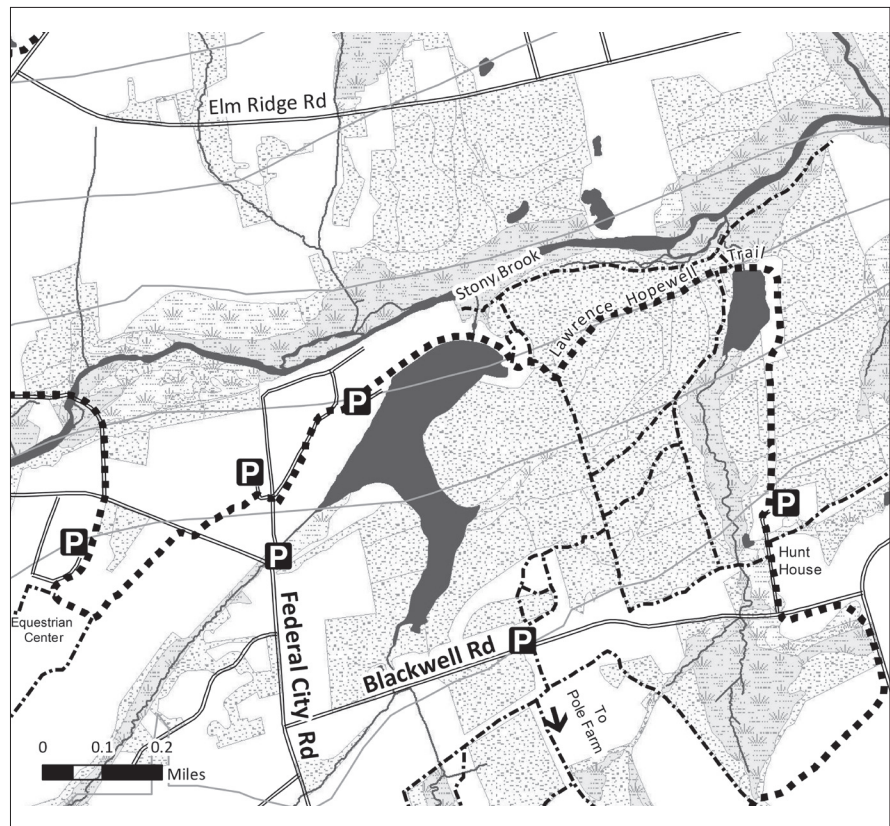 Elm Ridge Rd
Stony Brook
Lawrence Hopewell Trail
P
P
P
P
P
Hunt
House
Equestrian
Center
Federal City Rd
Blackwell Rd
P
To
Pole Farm
0 0.1 0.2
Miles